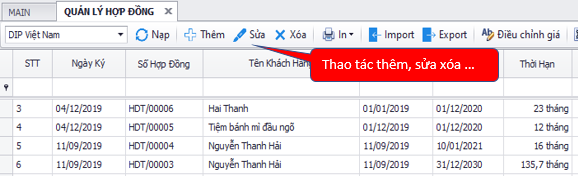 MAIN QUẢN LÝ HỢP ĐỒNG
DIP Việt Nam Nạp Thêm Sửa Xóa In Import Export Điều chỉnh giá
Thao tác thêm, sửa xóa ...
STT Ngày Ký Số Hợp Đồng Tên Khách Hàng Thời Hạn
3 04/12/2019 HDT/00006 Hai Thanh 01/01/2019 01/12/2020 23 tháng
4 04/12/2019 HDT/00005 Tiệm bánh mì đầu ngõ 01/12/2019 01/12/2020 12 tháng
5 11/09/2019 HDT/00004 Nguyễn Thanh Hải 11/09/2019 10/01/2021 16 tháng
6 11/09/2019 HDT/00003 Nguyễn Thanh Hải 11/09/2019 31/12/2030 135,7 tháng